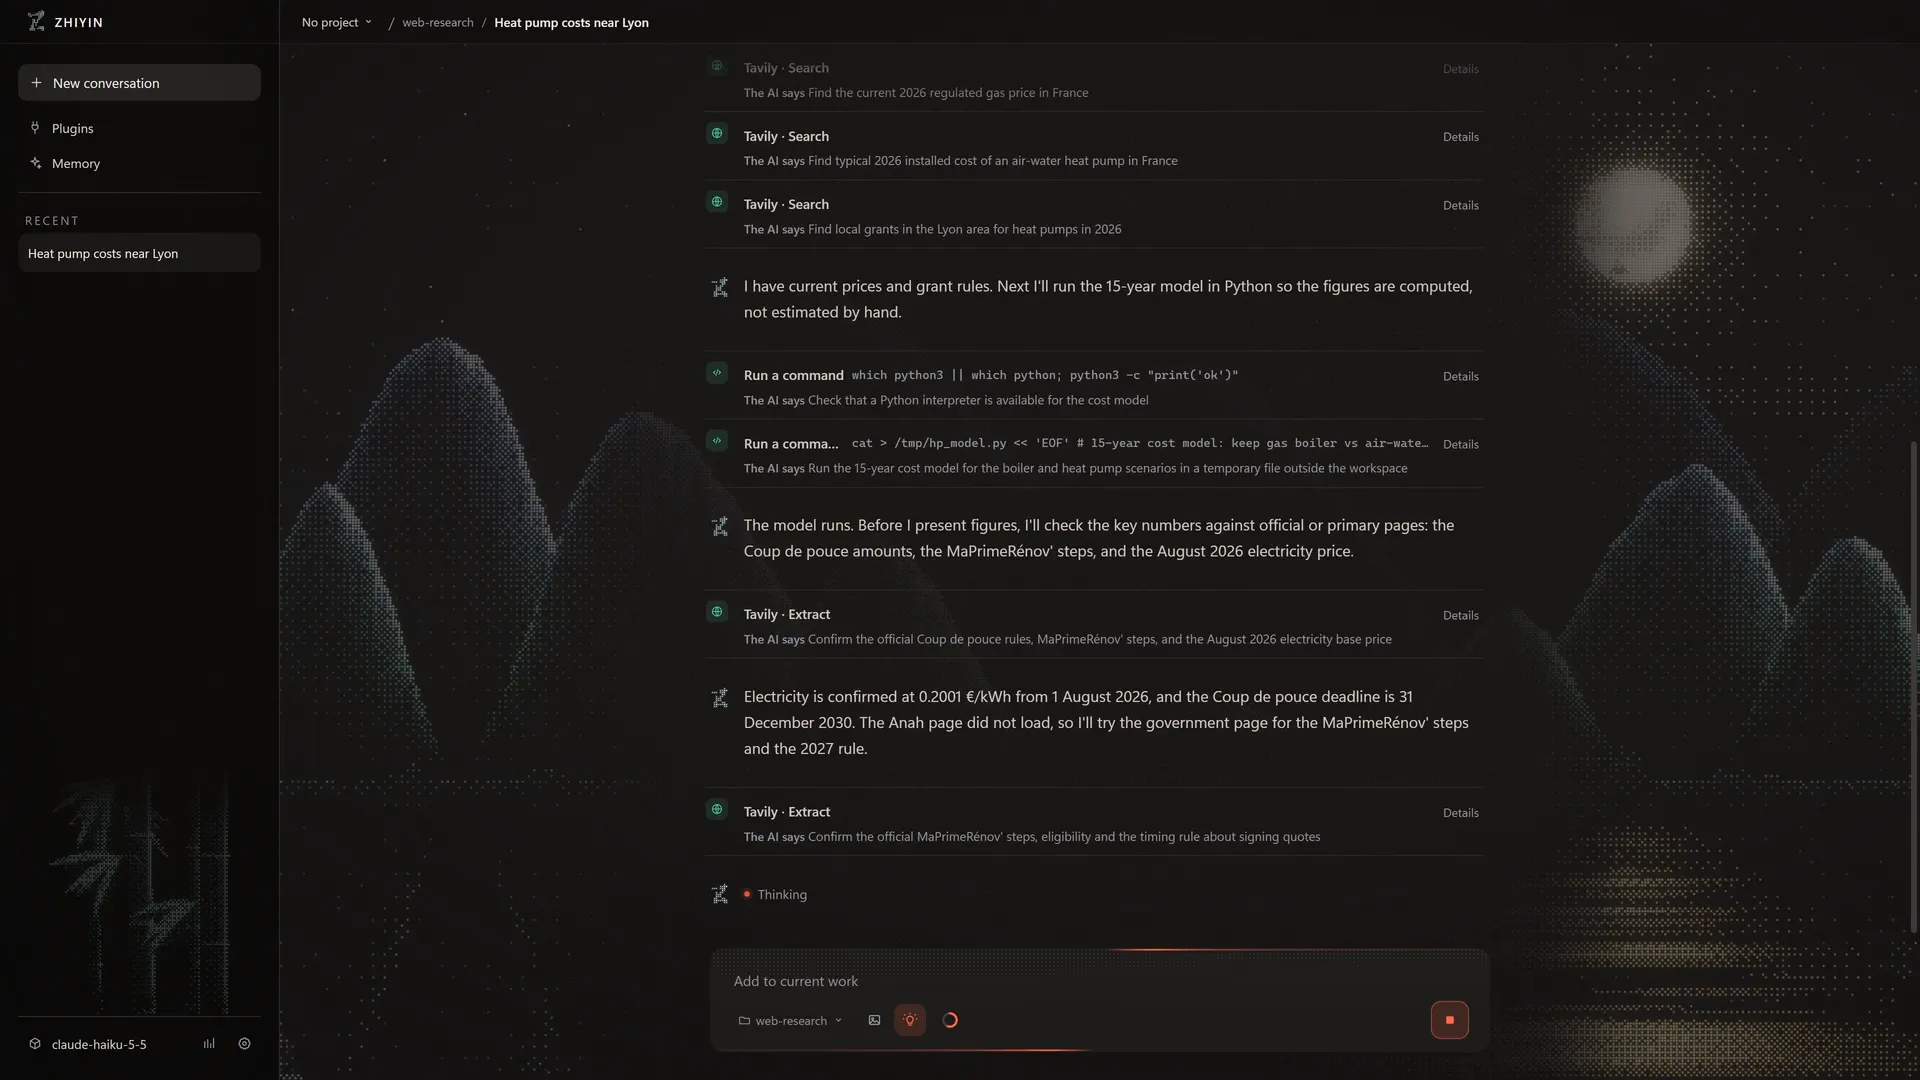 ZHIYIN
No project / web-research / Heat pump costs near Lyon
New conversation
Plugins
Memory
RECENT
Heat pump costs near Lyon
Tavily · Search
Details
The AI says Find the current 2026 regulated gas price in France
Tavily · Search
Details
The AI says Find typical 2026 installed cost of an air-water heat pump in France
Tavily · Search
Details
The AI says Find local grants in the Lyon area for heat pumps in 2026
I have current prices and grant rules. Next I'll run the 15-year model in Python so the figures are computed,
not estimated by hand.
Run a command which python3 || which python; python3 -c "print('ok')"
Details
The AI says Check that a Python interpreter is available for the cost model
Run a comma... cat > /tmp/hp_model.py << 'EOF' # 15-year cost model: keep gas boiler vs air-wate…
Details
The AI says Run the 15-year cost model for the boiler and heat pump scenarios in a temporary file outside the workspace
The model runs. Before I present figures, I'll check the key numbers against official or primary pages: the
Coup de pouce amounts, the MaPrimeRénov' steps, and the August 2026 electricity price.
Tavily · Extract
Details
The AI says Confirm the official Coup de pouce rules, MaPrimeRénov' steps, and the August 2026 electricity base price
Electricity is confirmed at 0.2001 €/kWh from 1 August 2026, and the Coup de pouce deadline is 31
December 2030. The Anah page did not load, so I'll try the government page for the MaPrimeRénov' steps
and the 2027 rule.
Tavily · Extract
Details
The AI says Confirm the official MaPrimeRénov' steps, eligibility and the timing rule about signing quotes
Thinking
Add to current work
web-research
claude-haiku-5-5